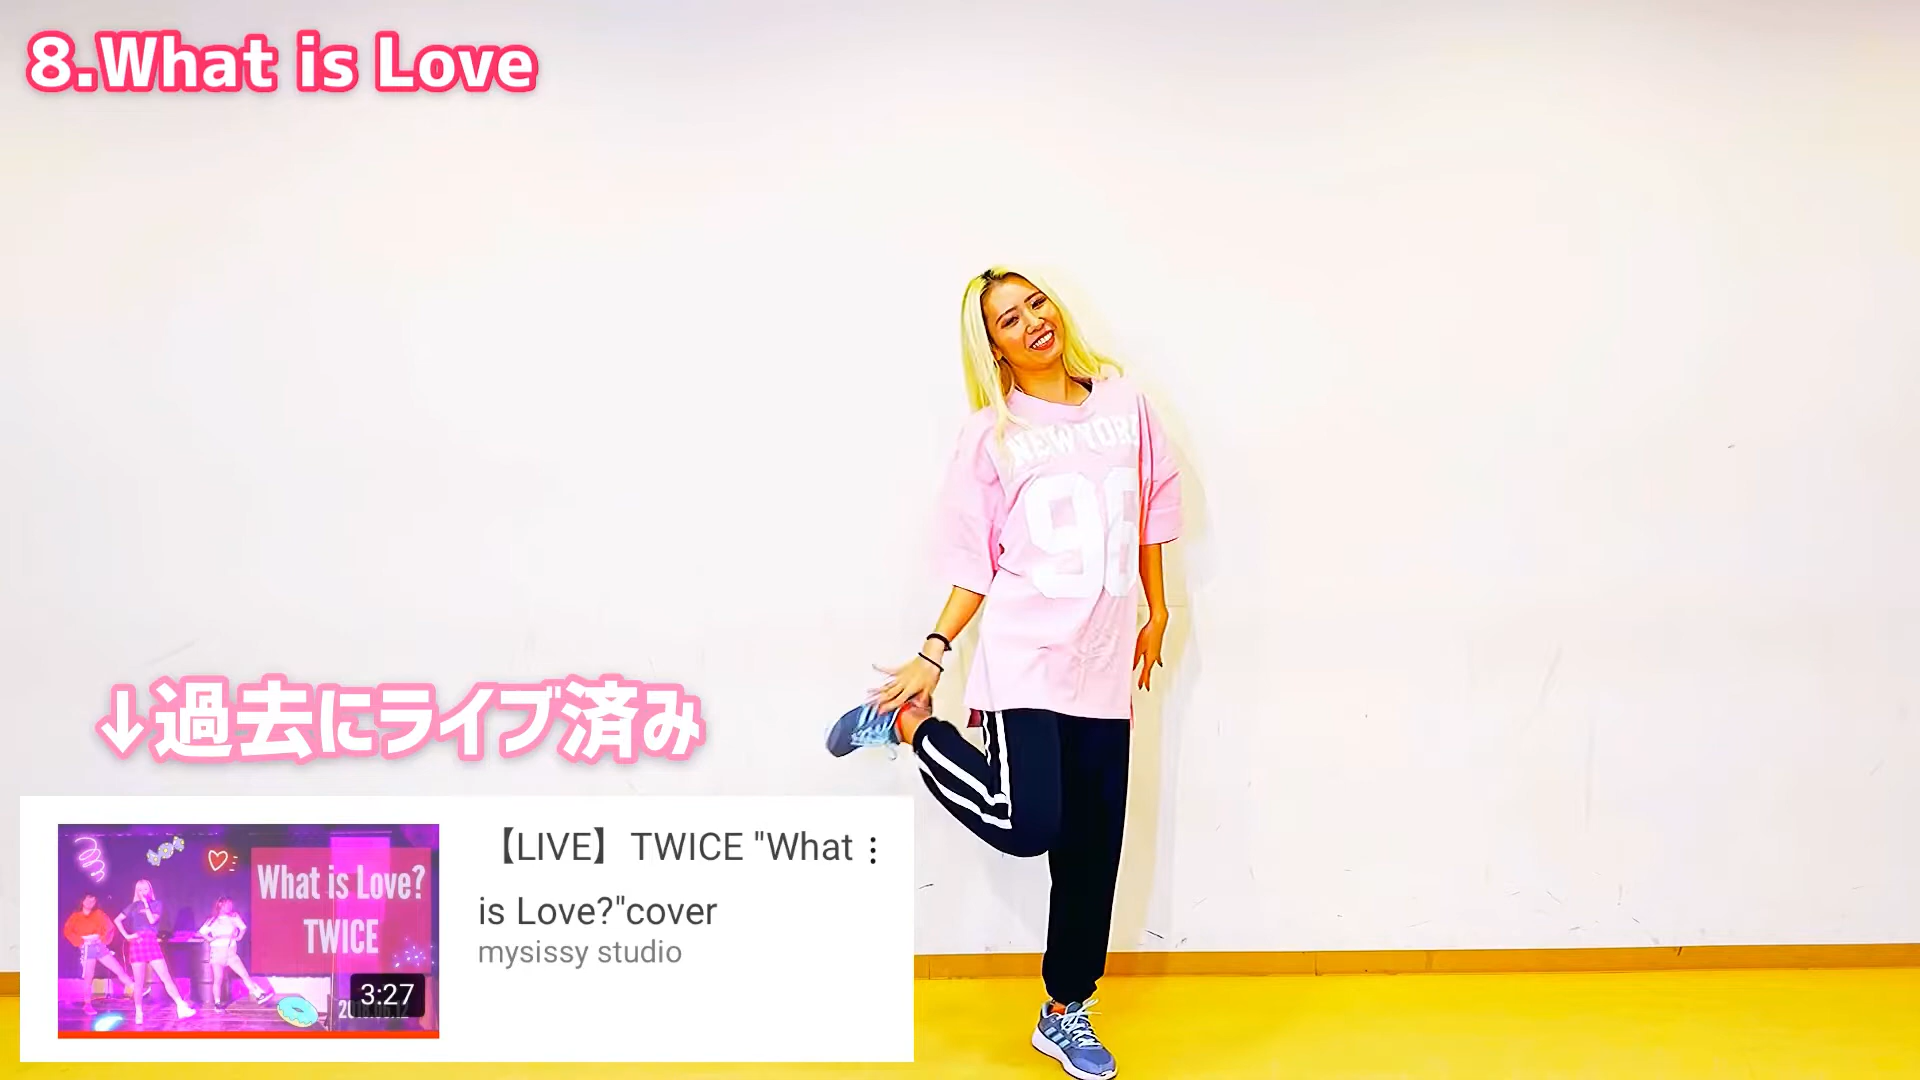 8.What is Love
NEW YORK
96
↓過去にライブ済み
What is Love?
TWICE
3:27
【LIVE】TWICE "What
is Love?"cover
mysissy studio